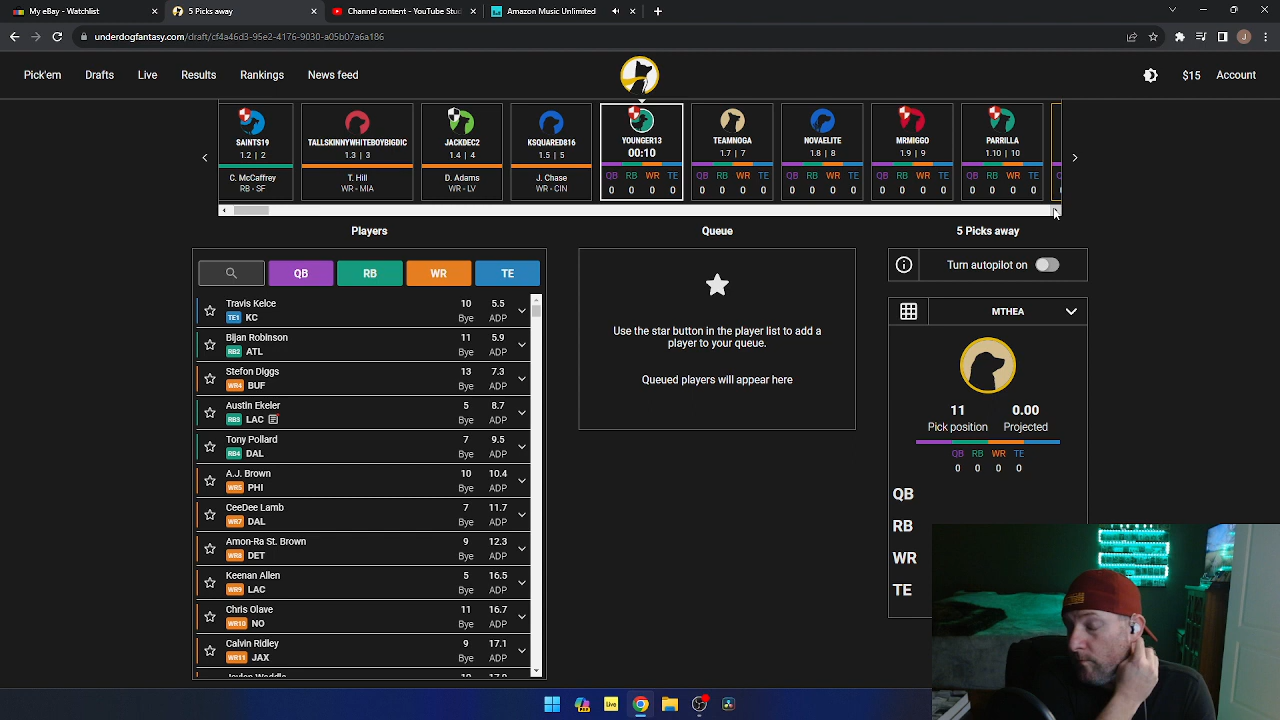 My eBay - Watchlist
5 Picks away
Channel content - YouTube Stud
Amazon Music Unlimited
underdogfantasy.com/draft/cf4a46d3-95e2-4176-9030-a05b07a6a186
J
Pick'em
Drafts
Live
Results
Rankings
News feed
$15
Account
SAINTS19
1.2 | 2
C. McCaffrey
RB - SF
TALLSKINNYWHITEBOYBIGDIC
1.3 | 3
T. Hill
WR - MIA
JACKDEC2
1.4 | 4
D. Adams
WR - LV
KSQUARED816
1.5 | 5
J. Chase
WR - CIN
YOUNGER13
00:10
QB RB WR TE
0 0 0 0
TEAMNOGA
1.7 | 7
QB RB WR TE
0 0 0 0
NOVAELITE
1.8 | 8
QB RB WR TE
0 0 0 0
MRMIGGO
1.9 | 9
QB RB WR TE
0 0 0 0
PARRILLA
1.10 | 10
QB RB WR TE
0 0 0 0
Players
QB RB WR TE
Travis Kelce 10 5.5
TE1 KC Bye ADP
Bijan Robinson 11 5.9
RB2 ATL Bye ADP
Stefon Diggs 13 7.3
WR4 BUF Bye ADP
Austin Ekeler 5 8.7
RB3 LAC Bye ADP
Tony Pollard 7 9.5
RB4 DAL Bye ADP
A.J. Brown 10 10.4
WR5 PHI Bye ADP
CeeDee Lamb 7 11.7
WR7 DAL Bye ADP
Amon-Ra St. Brown 9 12.3
WR8 DET Bye ADP
Keenan Allen 5 16.5
WR9 LAC Bye ADP
Chris Olave 11 16.7
WR10 NO Bye ADP
Calvin Ridley 9 17.1
WR11 JAX Bye ADP
Queue
Use the star button in the player list to add a
player to your queue.
Queued players will appear here
5 Picks away
Turn autopilot on
MTHEA
11 0.00
Pick position Projected
QB RB WR TE
0 0 0 0
QB
RB
WR
TE
Live